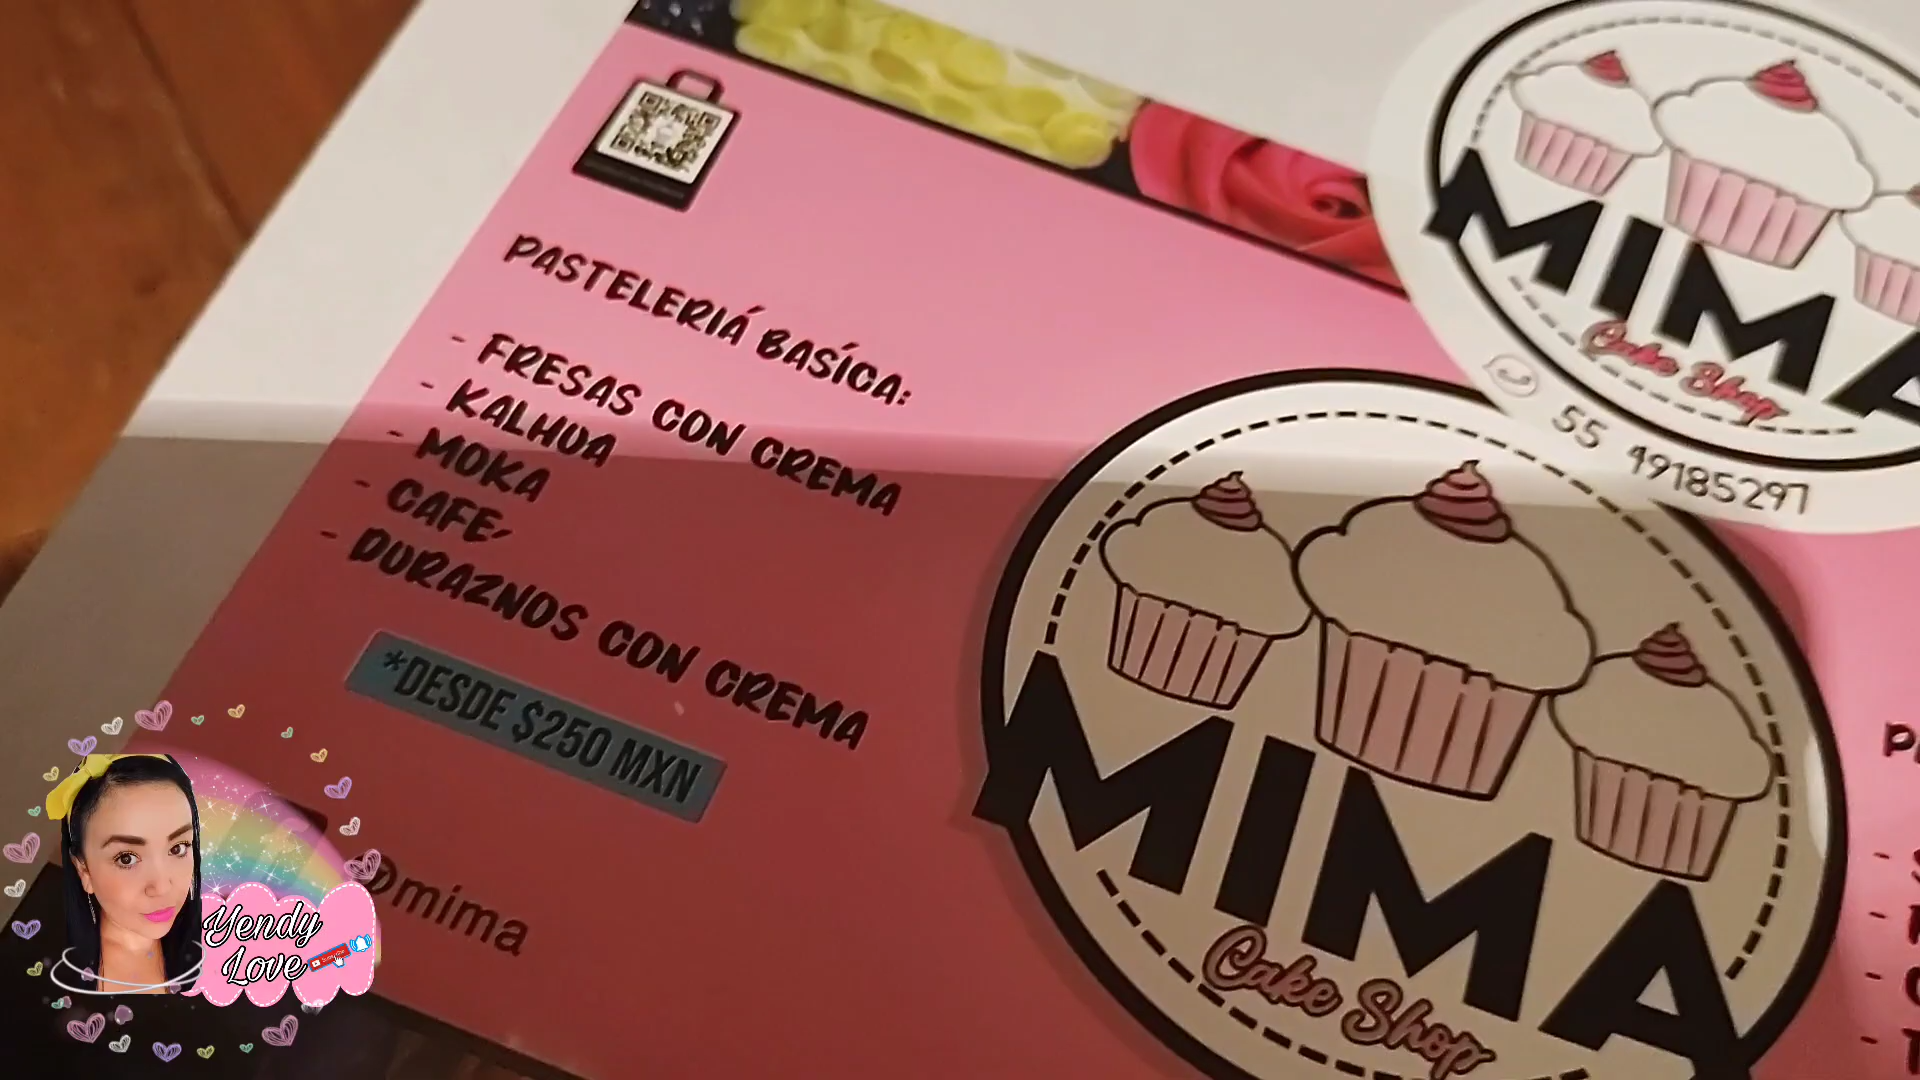 PASTELERIÁ BASÍCA:
- FRESAS CON CREMA
- KALHUA
- MOKA
- CAFÉ
- DURAZNOS CON CREMA
*DESDE $250 MXN
@mima
MIMA
Cake Shop
55 49185297
MIMA
Cake Shop
Yendy
Love